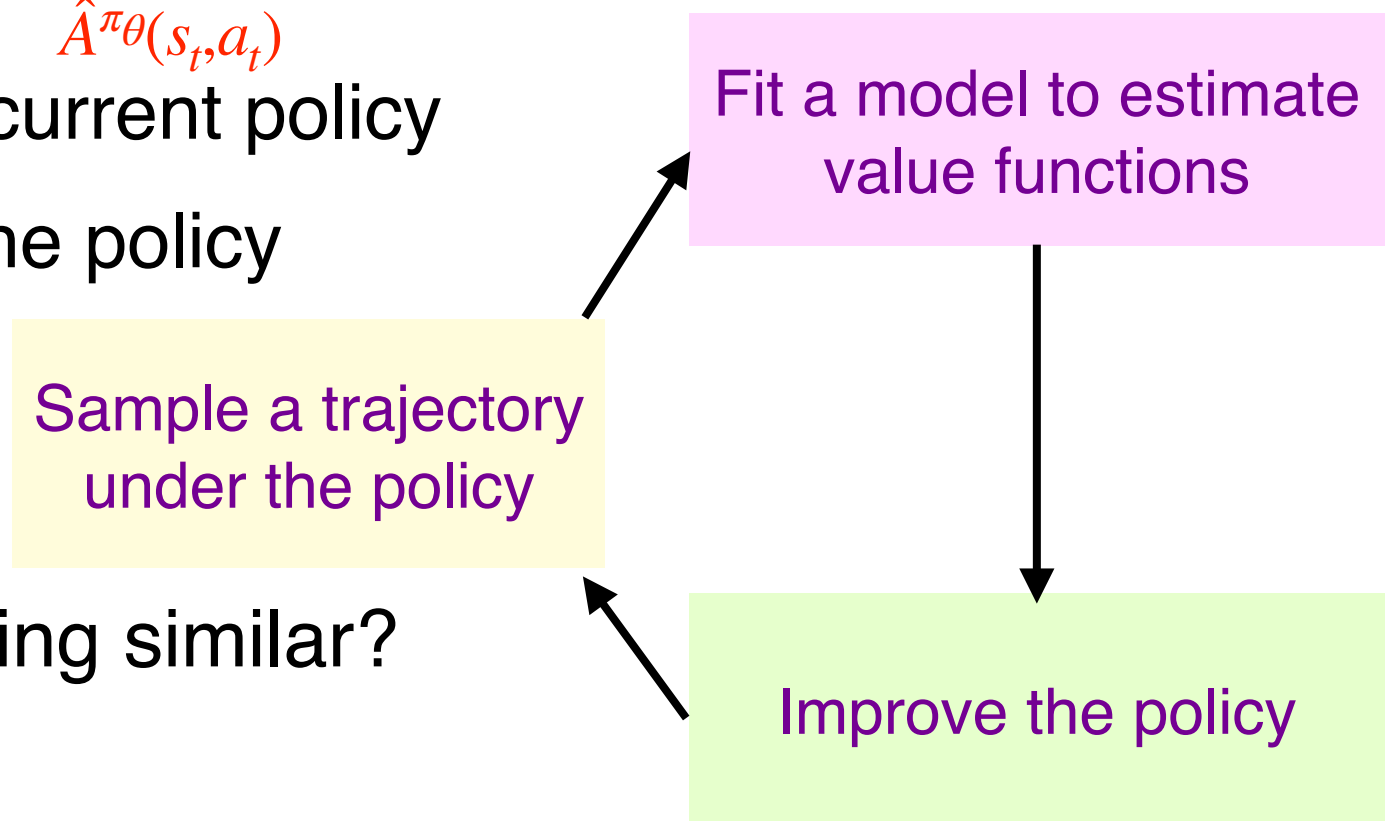 Â^{πθ}(s_t,a_t)
current policy
he policy
ing similar?
Fit a model to estimate
value functions
Sample a trajectory
under the policy
Improve the policy